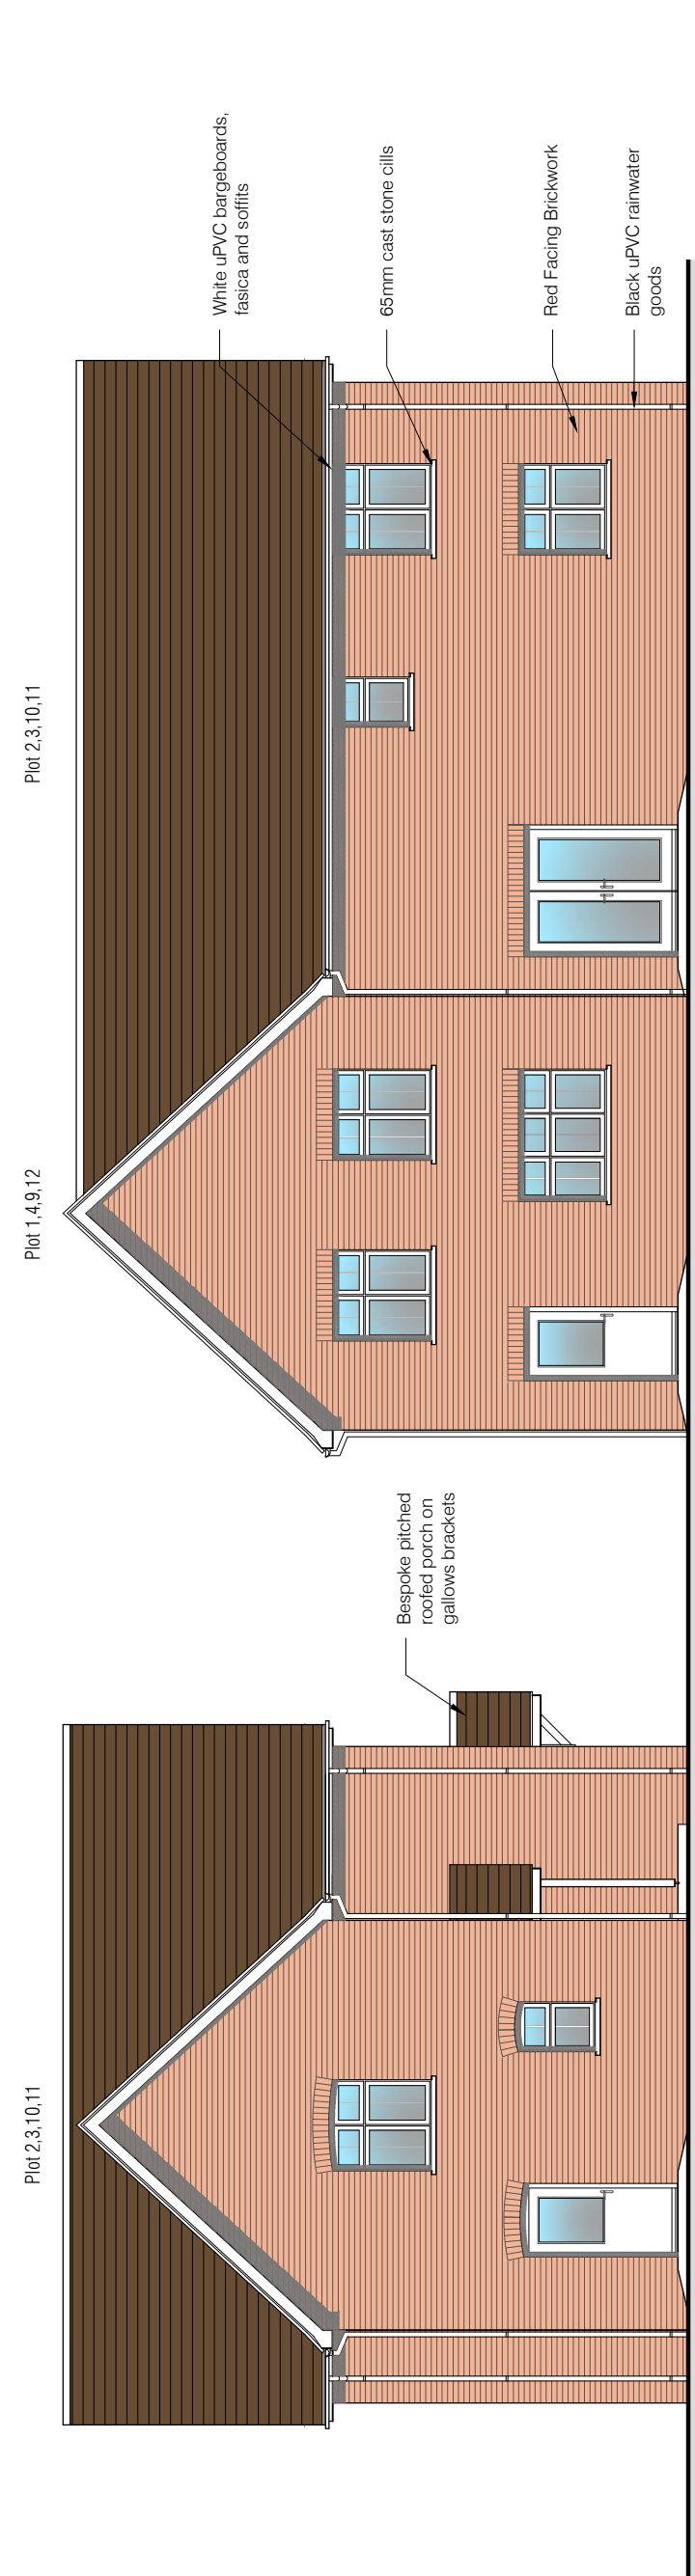 Plot 2,3,10,11
Bespoke pitched
roofed porch on
gallows brackets
Plot 1,4,9,12
Plot 2,3,10,11
White uPVC bargeboards,
fasica and soffits
65mm cast stone cills
Red Facing Brickwork
Black uPVC rainwater
goods